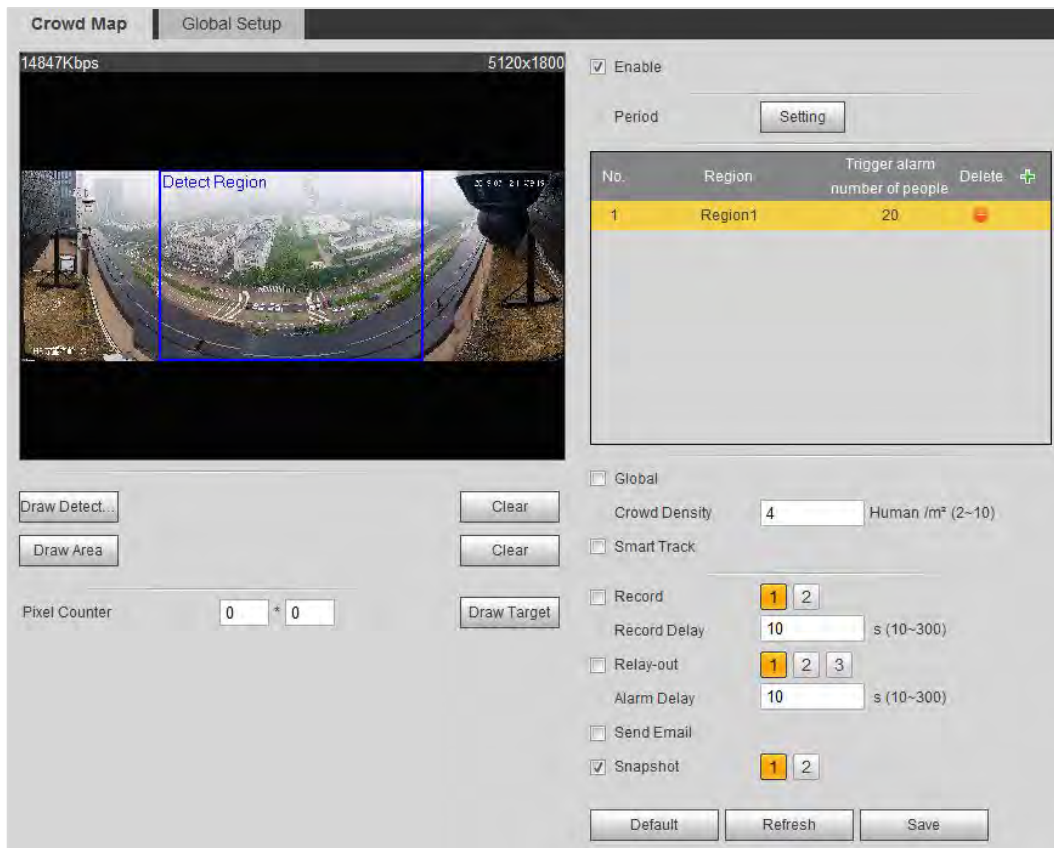 Crowd Map Global Setup
14847Kbps 5120x1800
Detect Region
Draw Detect... Clear
Draw Area Clear
Pixel Counter 0 * 0 Draw Target
Enable
Period Setting
No. Region Trigger alarm number of people Delete
1 Region1 20
Global
Crowd Density 4 Human /m² (2~10)
Smart Track
Record 1 2
Record Delay 10 s (10~300)
Relay-out 1 2 3
Alarm Delay 10 s (10~300)
Send Email
Snapshot 1 2
Default Refresh Save